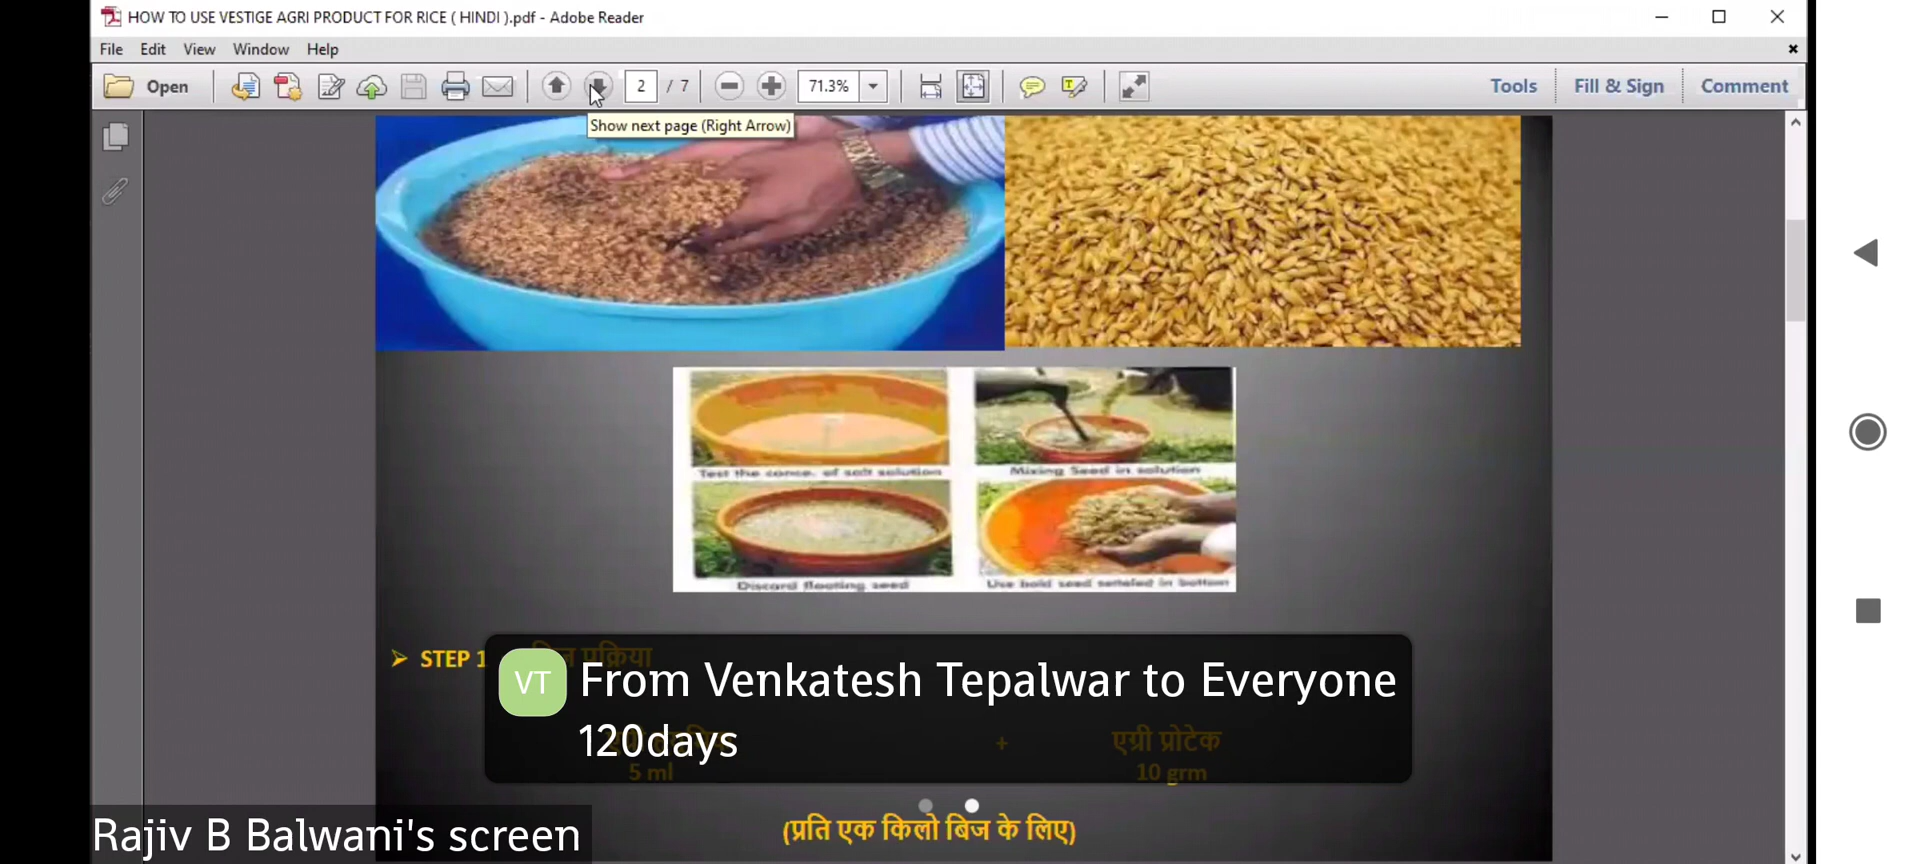 HOW TO USE VESTIGE AGRI PRODUCT FOR RICE ( HINDI ).pdf - Adobe Reader
File Edit View Window Help
Open 2 / 7 71.3% Tools Fill & Sign Comment
Show next page (Right Arrow)
Test the conce. of salt solution
Mixing Seed in solution
Discard floating seed
Use bold seed setteled in bottom
STEP 1 बिज प्रक्रिया
VT From Venkatesh Tepalwar to Everyone
120days
+ एग्री प्रोटेक
5 ml 10 grm
(प्रति एक किलो बिज के लिए)
Rajiv B Balwani's screen